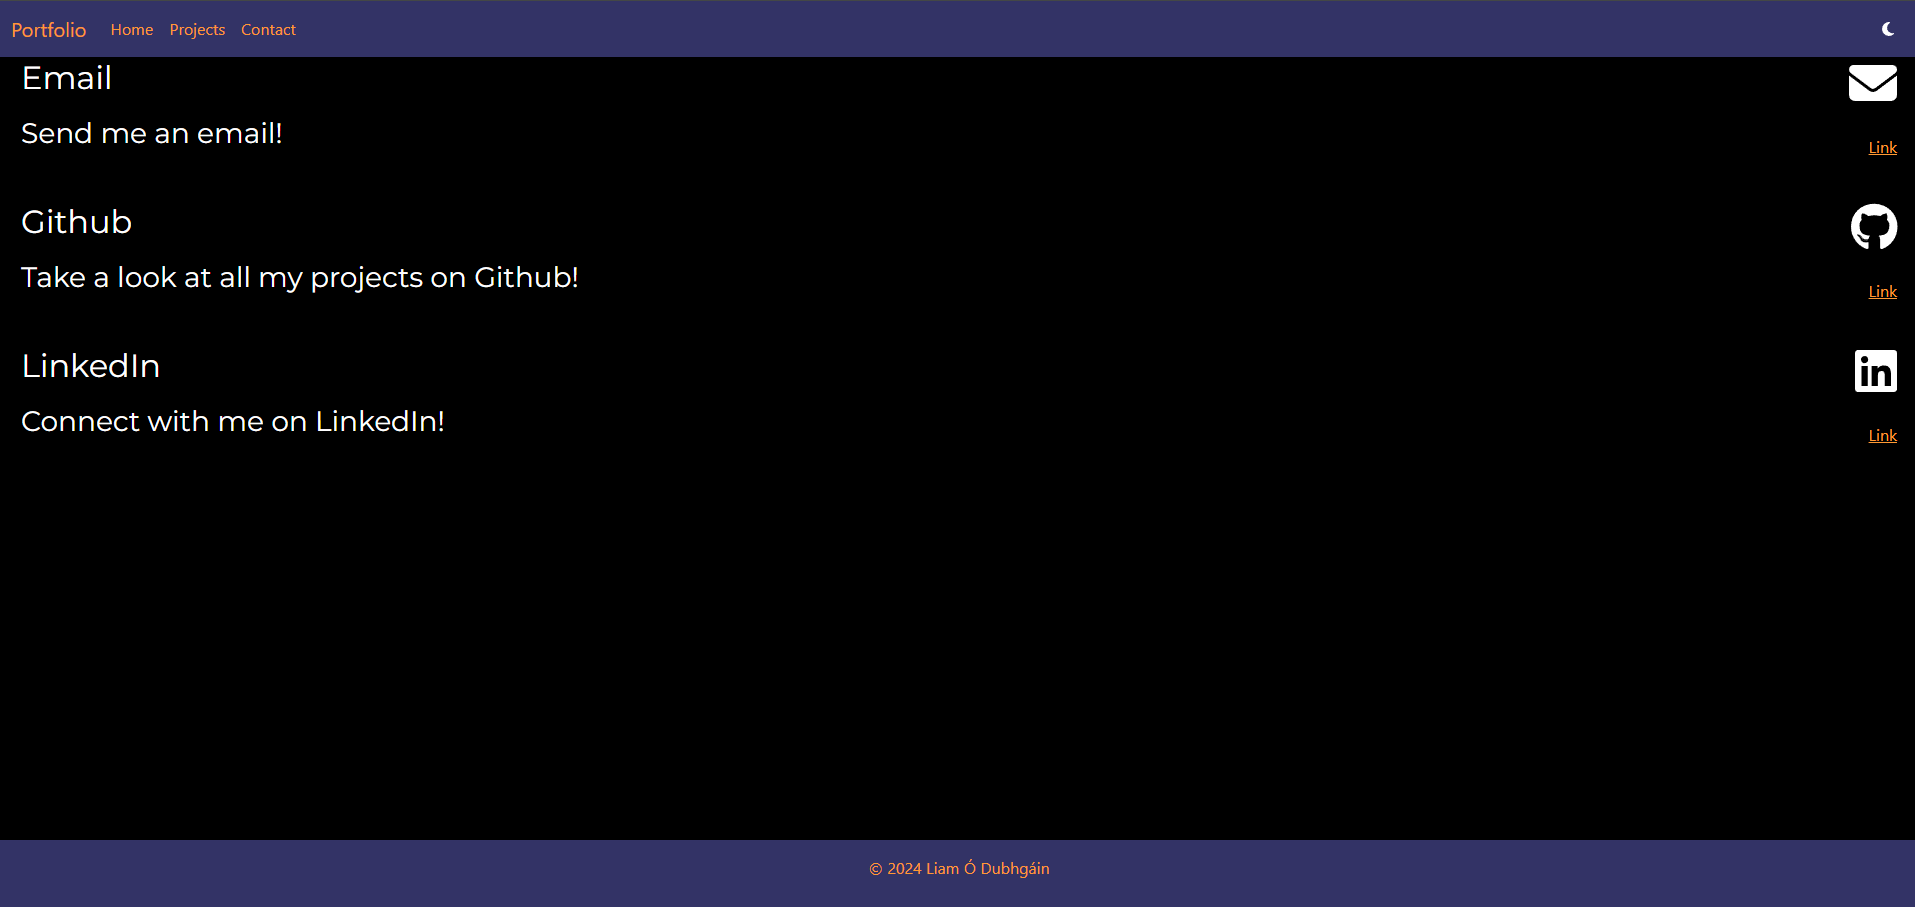 Portfolio Home Projects Contact
Email
Send me an email!
Link
Github
Take a look at all my projects on Github!
Link
LinkedIn
in
Connect with me on LinkedIn!
Link
© 2024 Liam Ó Dubhgáin